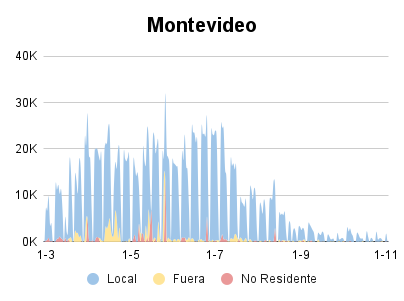 Montevideo
40K
30K
20K
10K
0K
1-3
1-5
1-7
1-9
1-11
Local
Fuera
No Residente